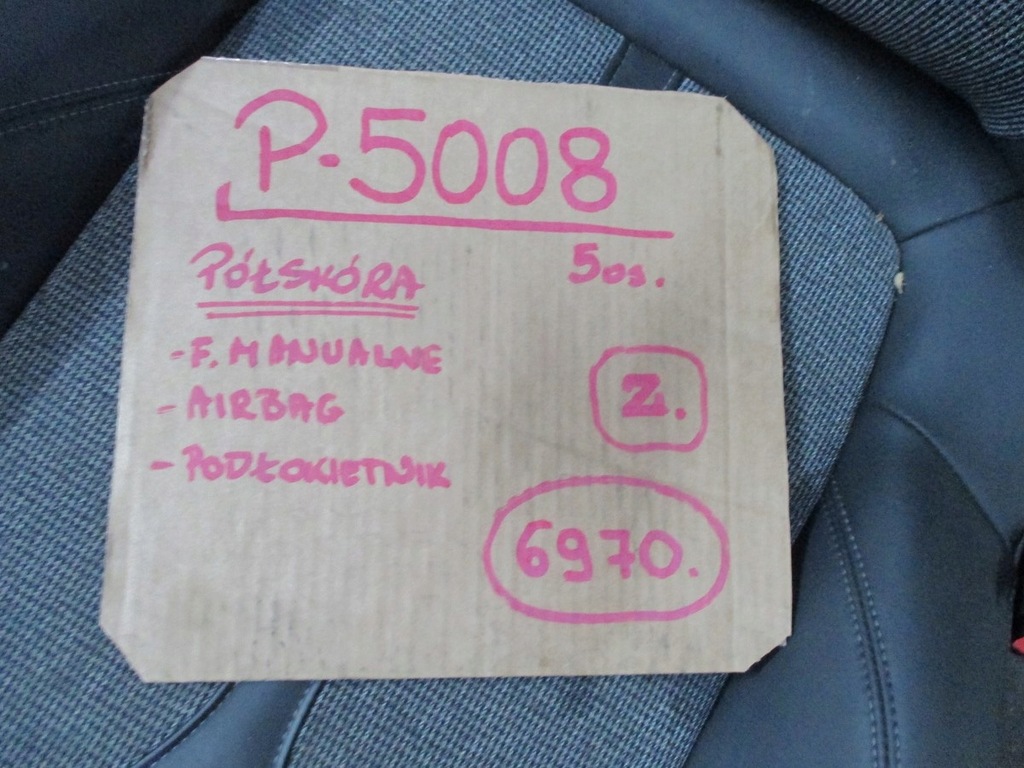 P.5008
5os.
PÓŁSKÓRA
- F. MANUALNE
- AIRBAG
- PODŁOKIETNIK
Z.
6970.